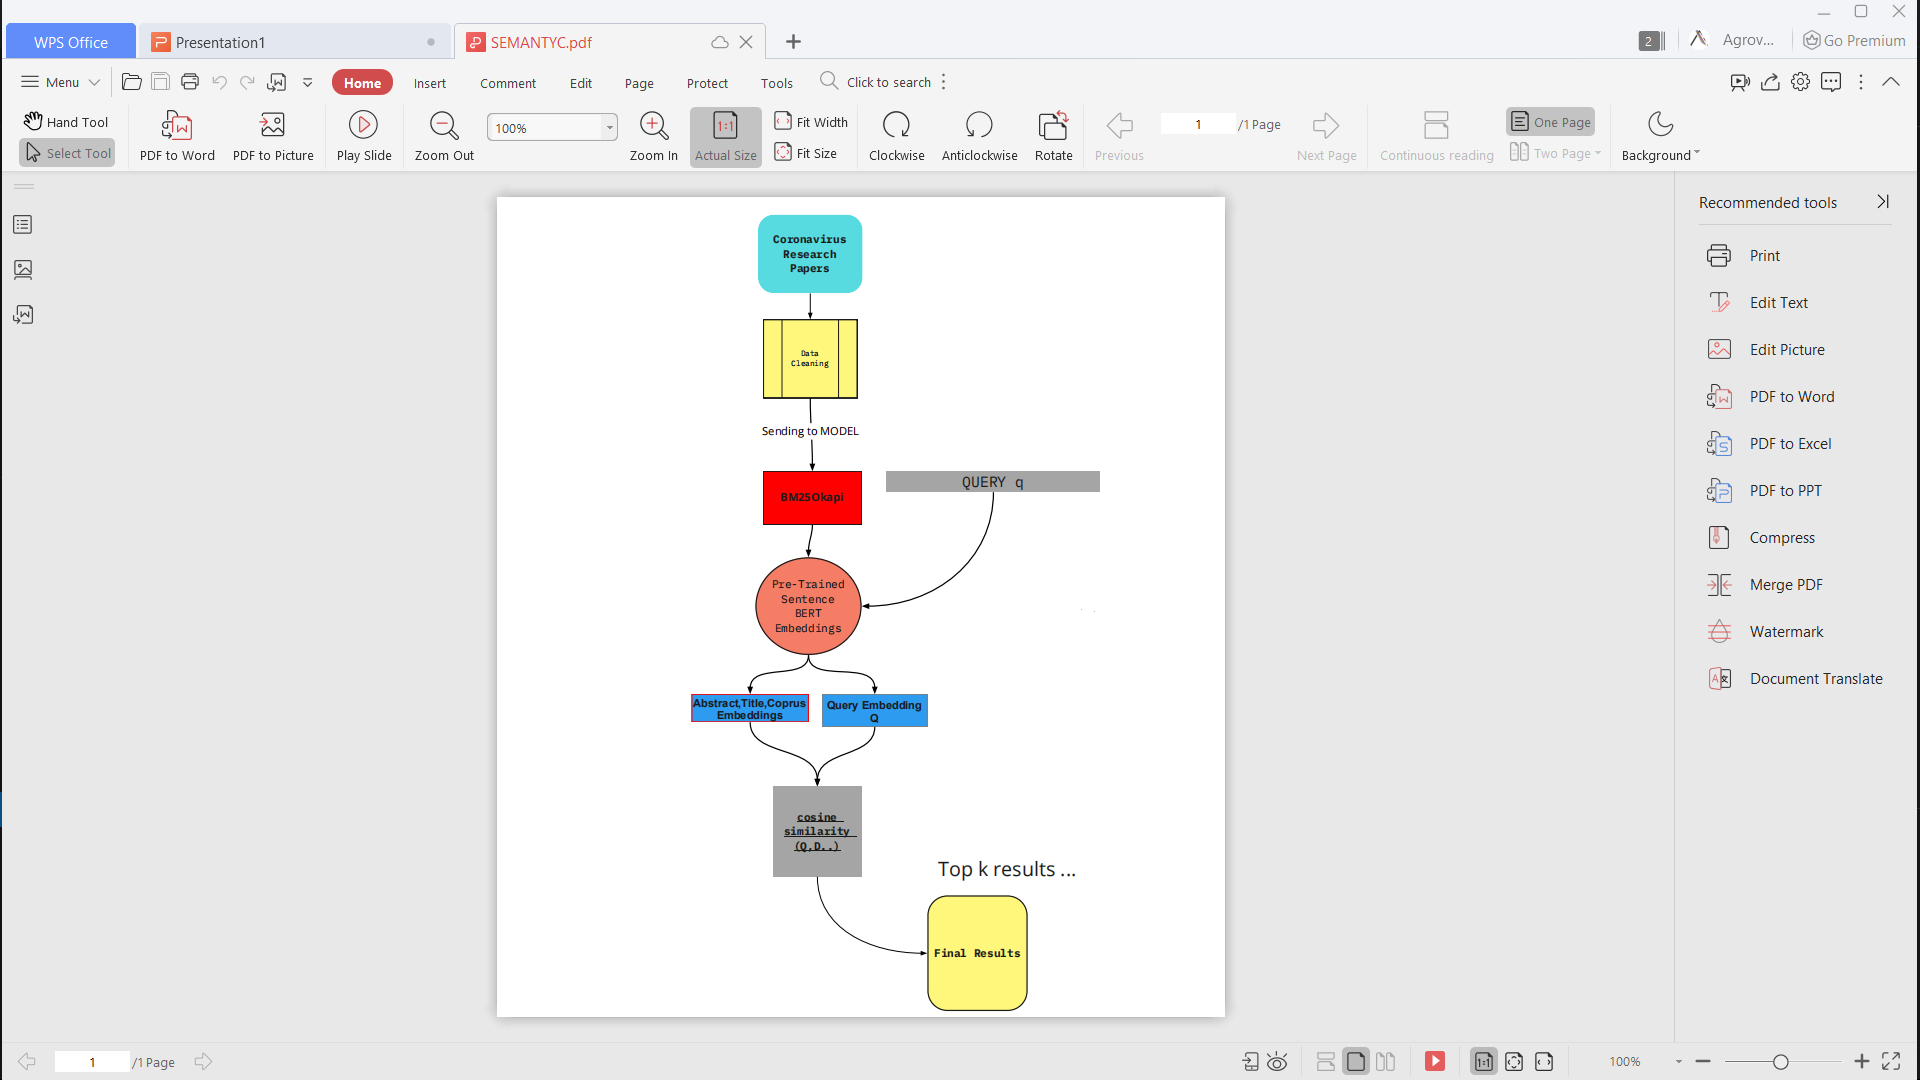 WPS Office
Presentation1
SEMANTYC.pdf
2
Agrov...
Go Premium
Menu
Home
Insert
Comment
Edit
Page
Protect
Tools
Click to search
Hand Tool
Select Tool
PDF to Word
PDF to Picture
Play Slide
Zoom Out
100%
Zoom In
1:1
Actual Size
Fit Width
Fit Size
Clockwise
Anticlockwise
Rotate
Previous
1
/1 Page
Next Page
Continuous reading
One Page
Two Page
Background
Coronavirus
Research
Papers
Data
Cleaning
Sending to MODEL
BM25Okapi
QUERY q
Pre-Trained
Sentence
BERT
Embeddings
Abstract,Title,Coprus
Embeddings
Query Embedding
Q
cosine
similarity
(Q,D..)
Top k results ...
Final Results
Recommended tools
Print
Edit Text
Edit Picture
PDF to Word
PDF to Excel
PDF to PPT
Compress
Merge PDF
Watermark
Document Translate
1
/1 Page
1:1
100%